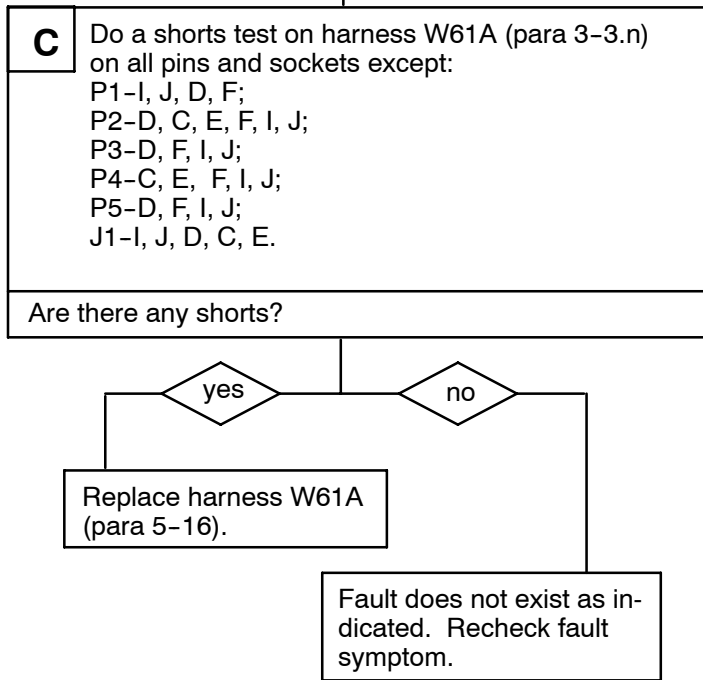 C
Do a shorts test on harness W61A (para 3-3.n)
on all pins and sockets except:
P1-I, J, D, F;
P2-D, C, E, F, I, J;
P3-D, F, I, J;
P4-C, E, F, I, J;
P5-D, F, I, J;
J1-I, J, D, C, E.
Are there any shorts?
yes
no
Replace harness W61A
(para 5-16).
Fault does not exist as in-
dicated. Recheck fault
symptom.